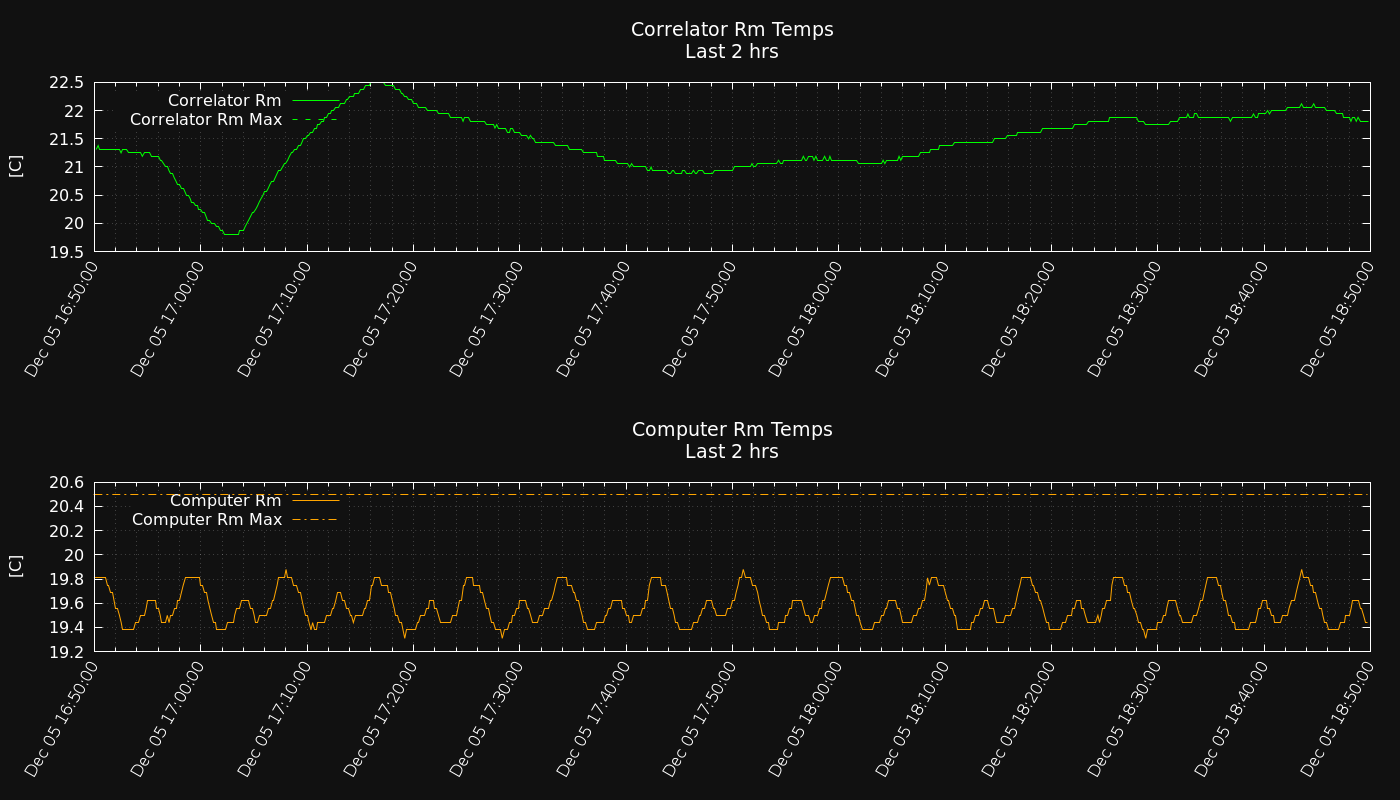 Correlator Rm Temps
Last 2 hrs
22.5
22
21.5
21
20.5
20
19.5
[C]
Correlator Rm
Correlator Rm Max
Dec 05 16:50:00
Dec 05 17:00:00
Dec 05 17:10:00
Dec 05 17:20:00
Dec 05 17:30:00
Dec 05 17:40:00
Dec 05 17:50:00
Dec 05 18:00:00
Dec 05 18:10:00
Dec 05 18:20:00
Dec 05 18:30:00
Dec 05 18:40:00
Dec 05 18:50:00
Computer Rm Temps
Last 2 hrs
20.6
20.4
20.2
20
19.8
19.6
19.4
19.2
[C]
Computer Rm
Computer Rm Max
Dec 05 16:50:00
Dec 05 17:00:00
Dec 05 17:10:00
Dec 05 17:20:00
Dec 05 17:30:00
Dec 05 17:40:00
Dec 05 17:50:00
Dec 05 18:00:00
Dec 05 18:10:00
Dec 05 18:20:00
Dec 05 18:30:00
Dec 05 18:40:00
Dec 05 18:50:00